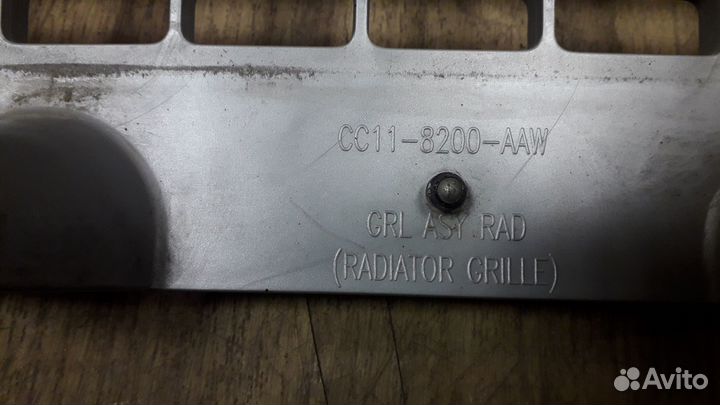 CC11-8200-AAW
GRL ASY.RAD
(RADIATOR GRILLE)
Avito